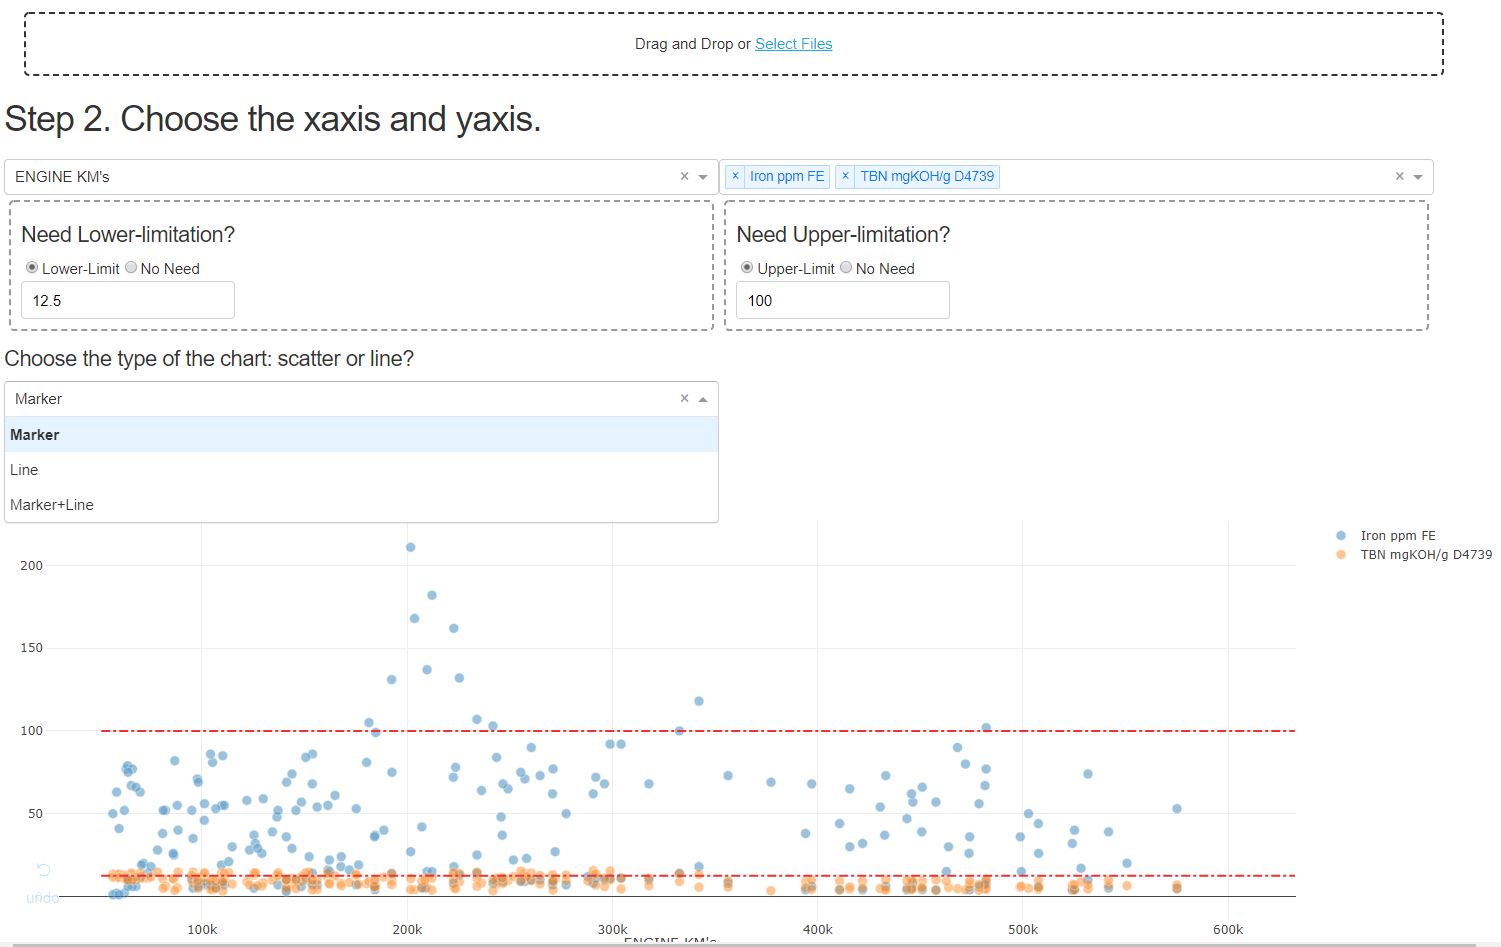 Drag and Drop or Select Files
Step 2. Choose the xaxis and yaxis.
ENGINE KM's × × Iron ppm FE × TBN mgKOH/g D4739 ×
Need Lower-limitation?
Lower-Limit No Need
12.5
Need Upper-limitation?
Upper-Limit No Need
100
Choose the type of the chart: scatter or line?
Marker ×
Marker
Line
Marker+Line
Iron ppm FE
TBN mgKOH/g D4739
200
150
100
50
undo
100k 200k 300k 400k 500k 600k
ENGINE KM's